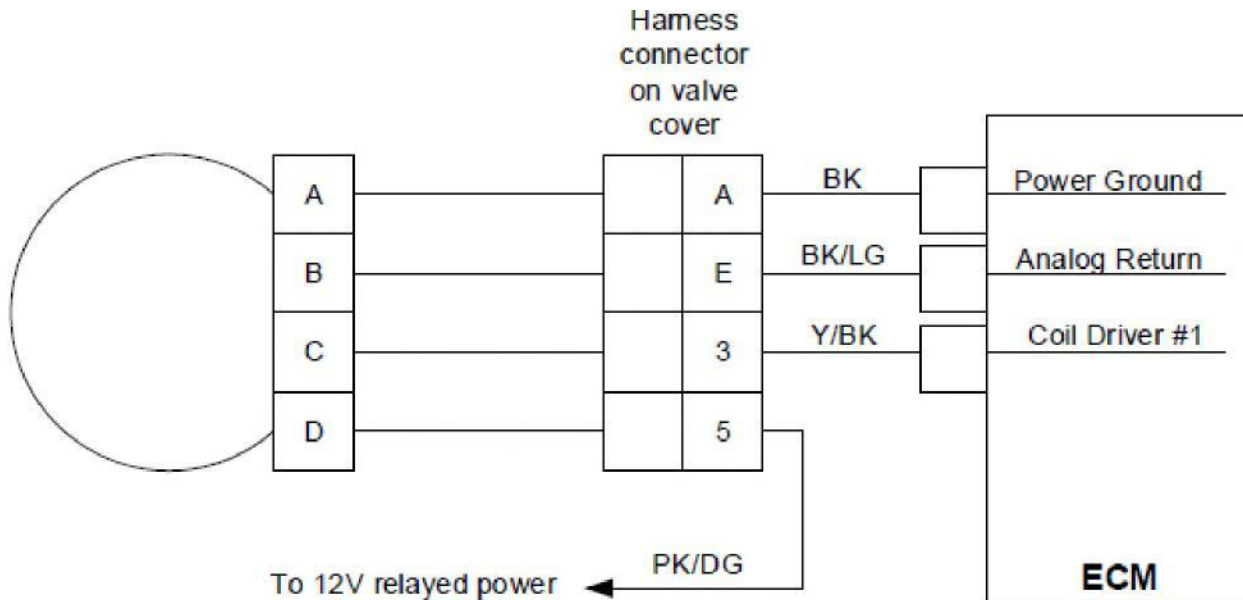 Harness
connector
on valve
cover
A A BK Power Ground
B E BK/LG Analog Return
C 3 Y/BK Coil Driver #1
D 5
PK/DG
To 12V relayed power
ECM